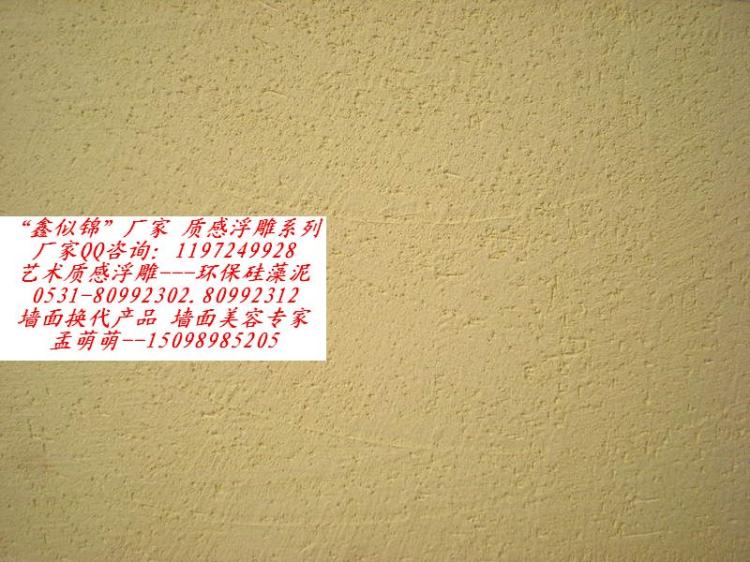 “鑫似锦”厂家 质感浮雕系列
厂家QQ咨询: 1197249928
艺术质感浮雕---环保硅藻泥
0531-80992302.80992312
墙面换代产品 墙面美容专家
孟萌萌--15098985205